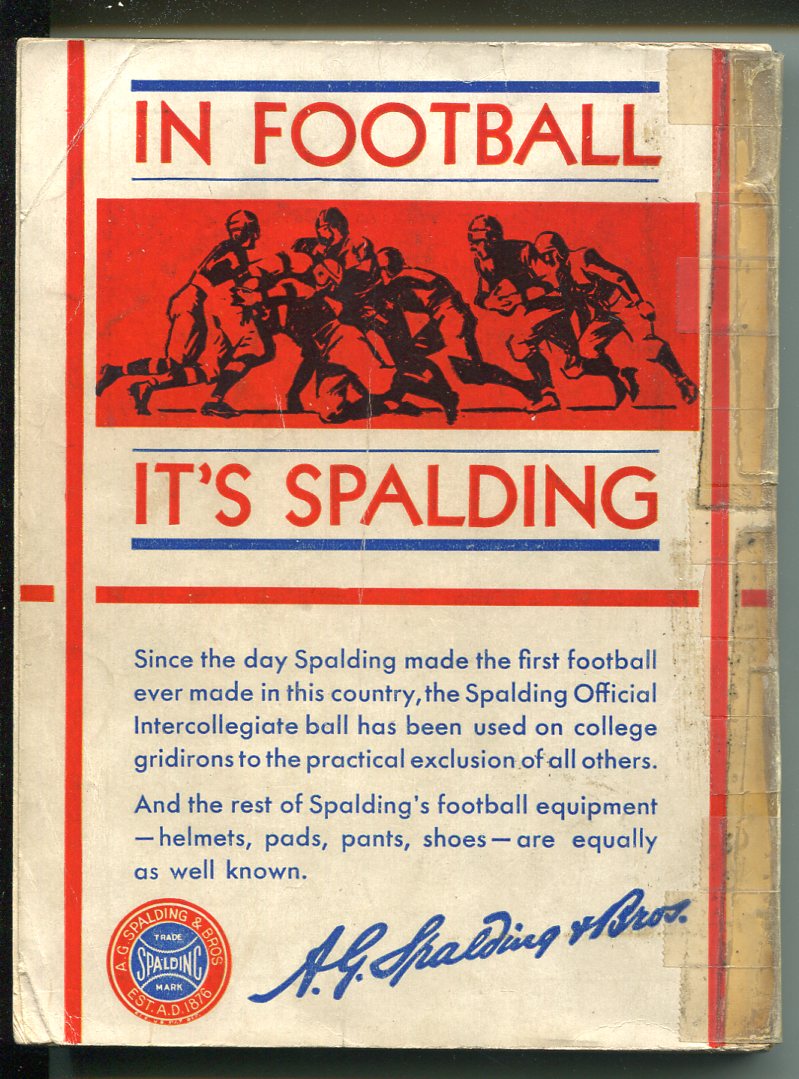 IN FOOTBALL
IT'S SPALDING
Since the day Spalding made the first football
ever made in this country, the Spalding Official
Intercollegiate ball has been used on college
gridirons to the practical exclusion of all others.
And the rest of Spalding's football equipment
—helmets, pads, pants, shoes—are equally
as well known.
A.G. SPALDING & BROS
TRADE
SPALDING
MARK
EST. A.D. 1876
REG. U.S. PAT. OFF.
A.G. Spalding & Bros.